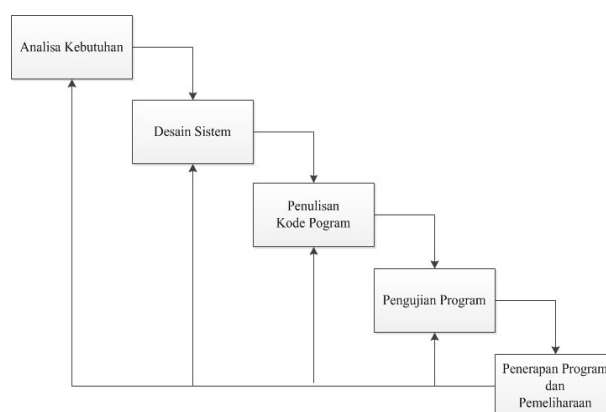 Analisa Kebutuhan
Desain Sistem
Penulisan
Kode Pogram
Pengujian Program
Penerapan Program
dan
Pemeliharaan